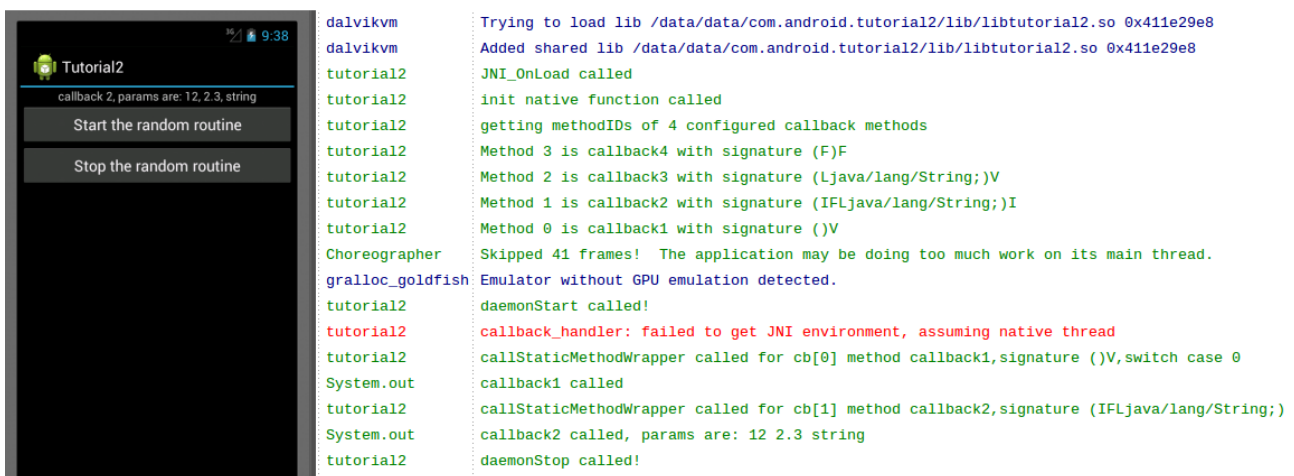 3G 9:38
Tutorial2
callback 2, params are: 12, 2.3, string
Start the random routine
Stop the random routine
dalvikvm Trying to load lib /data/data/com.android.tutorial2/lib/libtutorial2.so 0x411e29e8
dalvikvm Added shared lib /data/data/com.android.tutorial2/lib/libtutorial2.so 0x411e29e8
tutorial2 JNI_OnLoad called
tutorial2 init native function called
tutorial2 getting methodIDs of 4 configured callback methods
tutorial2 Method 3 is callback4 with signature (F)F
tutorial2 Method 2 is callback3 with signature (Ljava/lang/String;)V
tutorial2 Method 1 is callback2 with signature (IFLjava/lang/String;)I
tutorial2 Method 0 is callback1 with signature ()V
Choreographer Skipped 41 frames!  The application may be doing too much work on its main thread.
gralloc_goldfish Emulator without GPU emulation detected.
tutorial2 daemonStart called!
tutorial2 callback_handler: failed to get JNI environment, assuming native thread
tutorial2 callStaticMethodWrapper called for cb[0] method callback1,signature ()V,switch case 0
System.out callback1 called
tutorial2 callStaticMethodWrapper called for cb[1] method callback2,signature (IFLjava/lang/String;)
System.out callback2 called, params are: 12 2.3 string
tutorial2 daemonStop called!